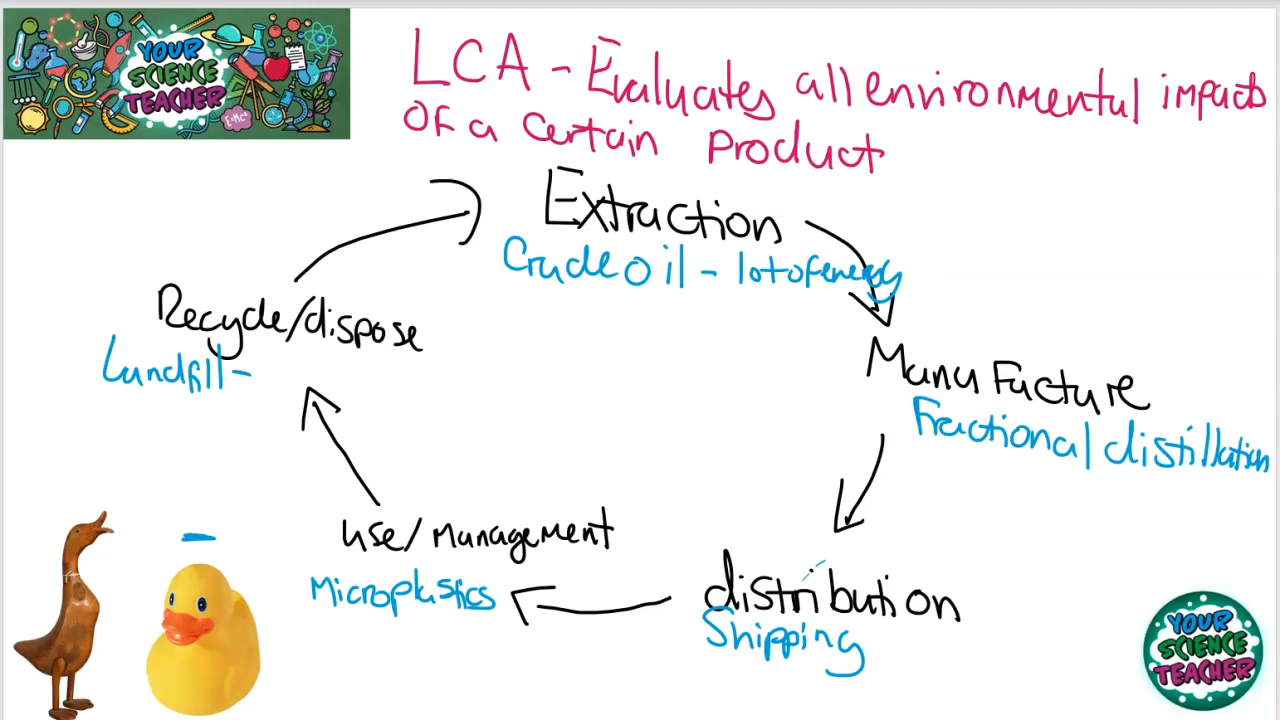 YOUR
SCIENCE
TEACHER
E=MC²
LCA - Evaluates all environmental impacts
of a certain product
Extraction
Crude oil - lot of energy
Recycle/dispose
Landfill -
Manufacture
Fractional distillation
use/management
Microplastics
distribution
Shipping
YOUR
SCIENCE
TEACHER